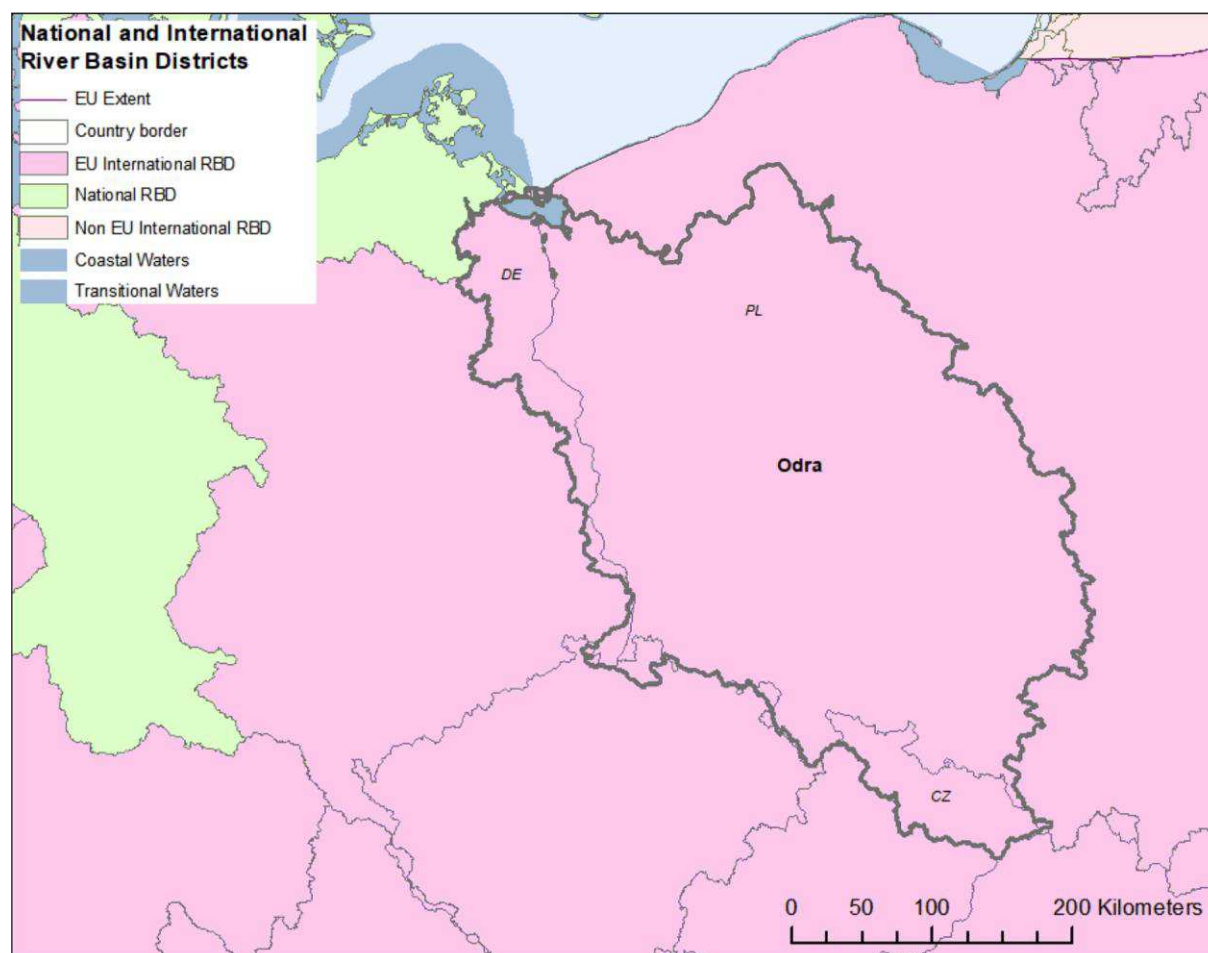 National and International
River Basin Districts
EU Extent
Country border
EU International RBD
National RBD
Non EU International RBD
Coastal Waters
Transitional Waters
DE
PL
Odra
CZ
0 50 100 200 Kilometers